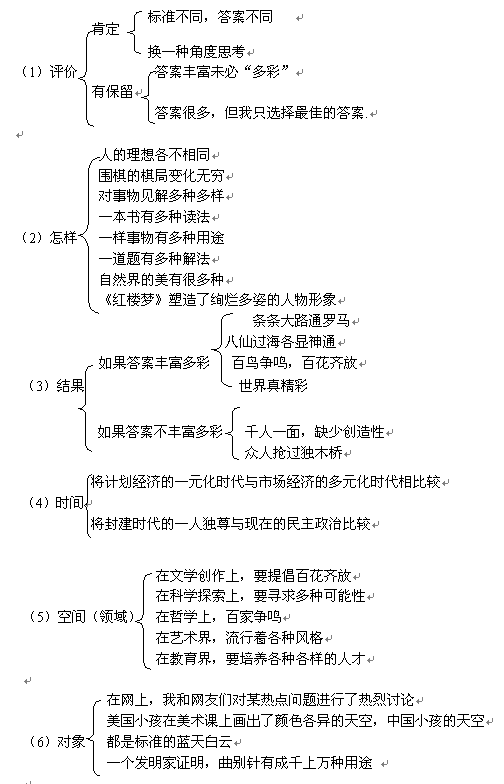 （1）评价
肯定
标准不同，答案不同
换一种角度思考
有保留
答案丰富未必“多彩”
答案很多，但我只选择最佳的答案.
（2）怎样
人的理想各不相同
围棋的棋局变化无穷
对事物见解多种多样
一本书有多种读法
一样事物有多种用途
一道题有多种解法
自然界的美有很多种
《红楼梦》塑造了绚烂多姿的人物形象
（3）结果
如果答案丰富多彩
条条大路通罗马
八仙过海各显神通
百鸟争鸣，百花齐放
世界真精彩
如果答案不丰富多彩
千人一面，缺少创造性
众人抢过独木桥
（4）时间
将计划经济的一元化时代与市场经济的多元化时代相比较
将封建时代的一人独尊与现在的民主政治比较
（5）空间（领域）
在文学创作上，要提倡百花齐放
在科学探索上，要寻求多种可能性
在哲学上，百家争鸣
在艺术界，流行着各种风格
在教育界，要培养各种各样的人才
（6）对象
在网上，我和网友们对某热点问题进行了热烈讨论
美国小孩在美术课上画出了颜色各异的天空，中国小孩的天空
都是标准的蓝天白云
一个发明家证明，曲别针有成千上万种用途